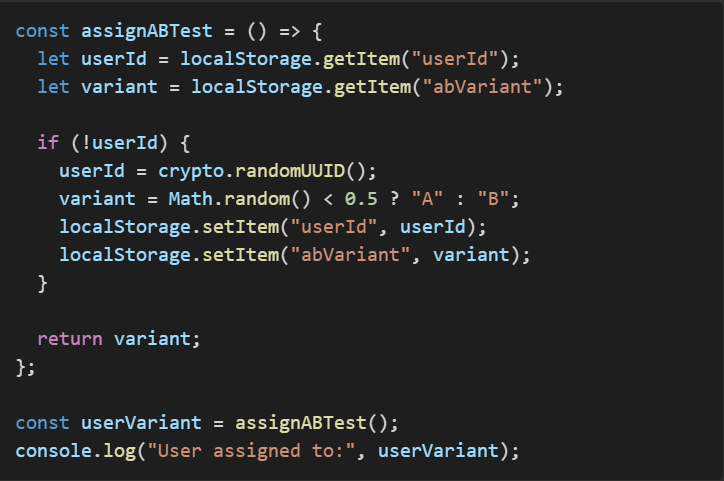 const assignABTest = () => {
  let userId = localStorage.getItem("userId");
  let variant = localStorage.getItem("abVariant");

  if (!userId) {
    userId = crypto.randomUUID();
    variant = Math.random() < 0.5 ? "A" : "B";
    localStorage.setItem("userId", userId);
    localStorage.setItem("abVariant", variant);
  }

  return variant;
};

const userVariant = assignABTest();
console.log("User assigned to:", userVariant);